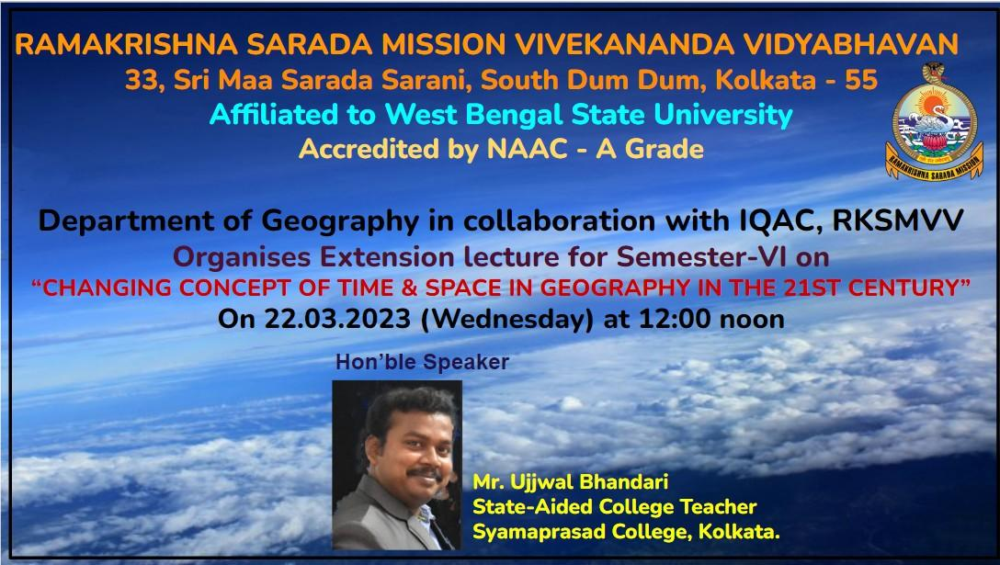 RAMAKRISHNA SARADA MISSION VIVEKANANDA VIDYABHAVAN
33, Sri Maa Sarada Sarani, South Dum Dum, Kolkata - 55
Affiliated to West Bengal State University
Accredited by NAAC - A Grade
RAMAKRISHNA SARADA MISSION
Department of Geography in collaboration with IQAC, RKSMVV
Organises Extension lecture for Semester-VI on
“CHANGING CONCEPT OF TIME & SPACE IN GEOGRAPHY IN THE 21ST CENTURY”
On 22.03.2023 (Wednesday) at 12:00 noon
Hon’ble Speaker
Mr. Ujjwal Bhandari
State-Aided College Teacher
Syamaprasad College, Kolkata.